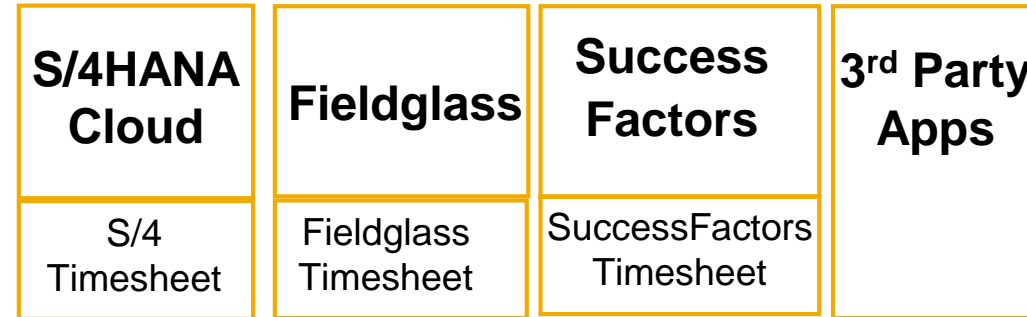 S/4HANA
Cloud
Fieldglass
Success
Factors
3rd Party
Apps
S/4
Timesheet
Fieldglass
Timesheet
SuccessFactors
Timesheet